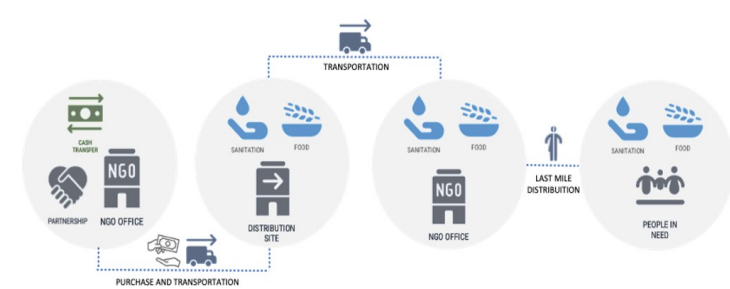 TRANSPORTATION
CASH
TRANSFER
NGO
PARTNERSHIP
NGO OFFICE
SANITATION
FOOD
DISTRIBUTION
SITE
SANITATION
FOOD
NGO
NGO OFFICE
LAST MILE
DISTRIBUITION
SANITATION
FOOD
PEOPLE IN
NEED
PURCHASE AND TRANSPORTATION